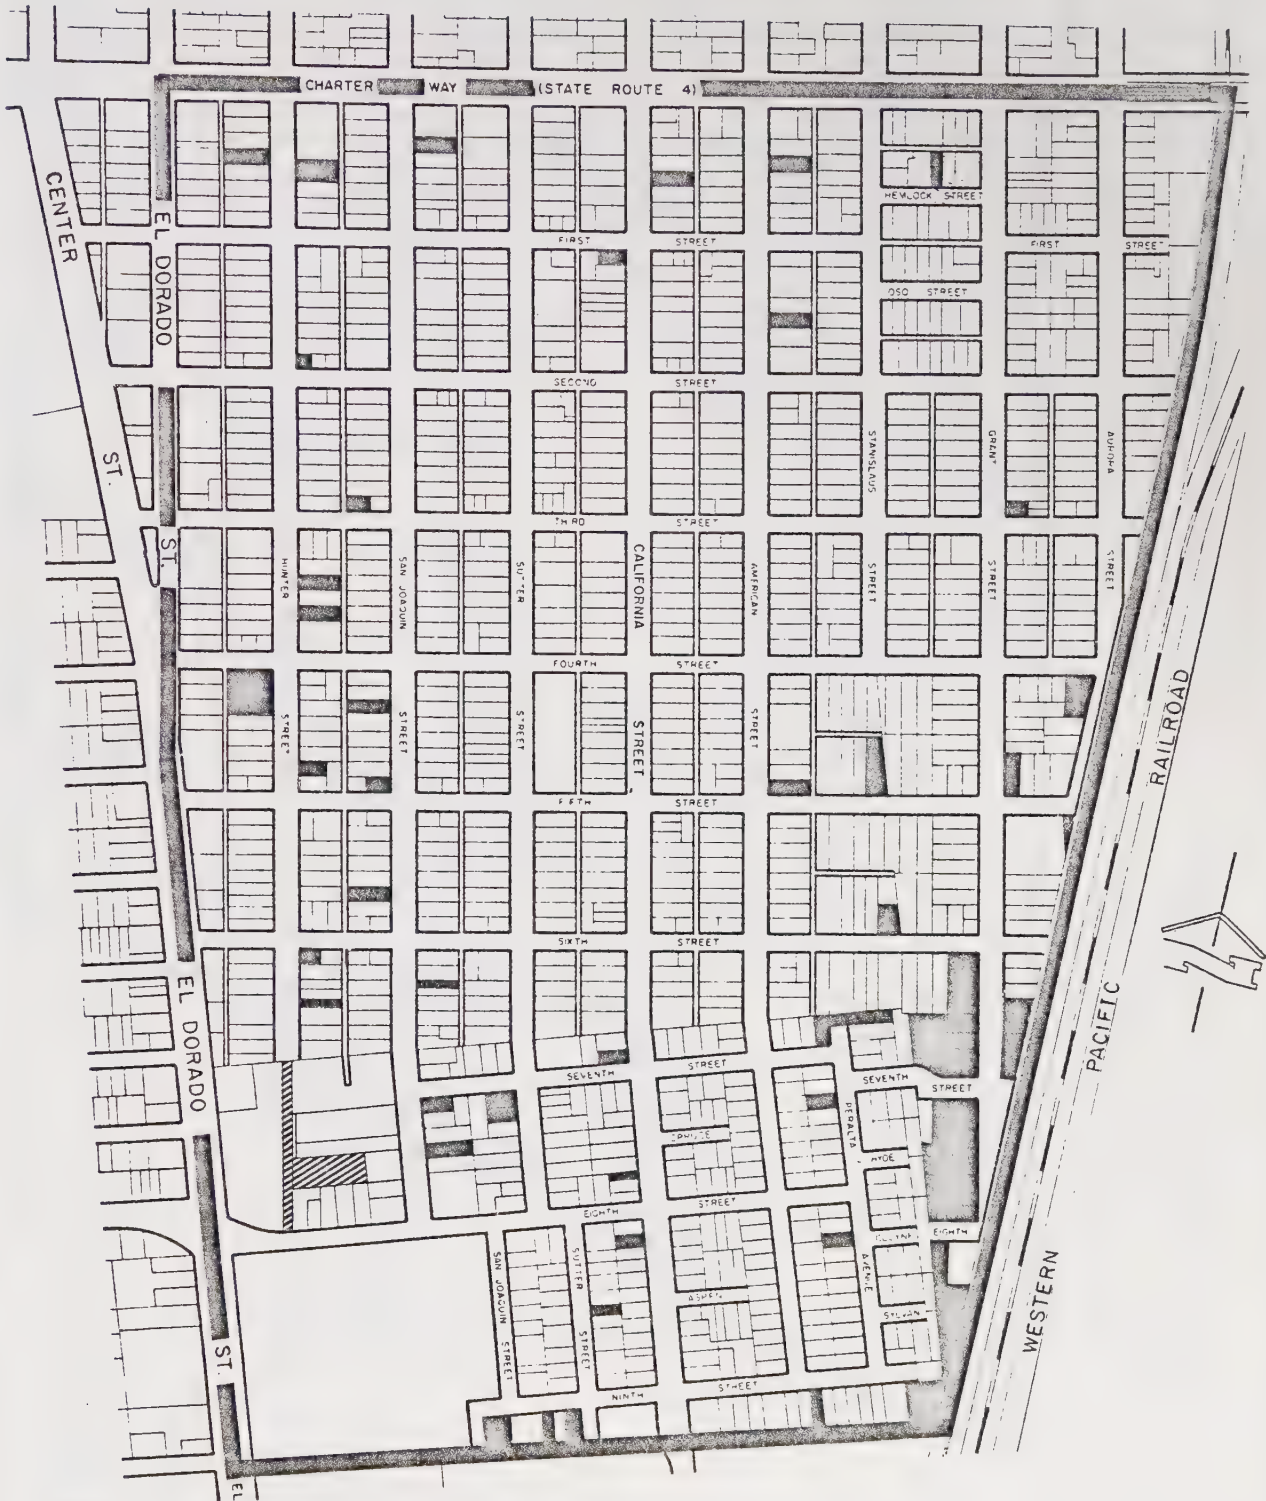 CHARTER WAY (STATE ROUTE 4)
CENTER
ST.
EL DORADO
ST.
HEMLOCK STREET
FIRST STREET
FIRST STREET
OSO STREET
SECOND STREET
STANISLAUS
STREET
GRANT
STREET
AURORA
STREET
THIRD STREET
HUNTER
STREET
SAN JOAQUIN
STREET
SUTTER
STREET
CALIFORNIA
STREET
AMERICAN
STREET
FOURTH STREET
FIFTH STREET
SIXTH STREET
EL DORADO
ST.
EL
SEVENTH STREET
SEVENTH STREET
PERALTA
AVENUE
HYDE
EIGHTH STREET
EIGHTH
SAN JOAQUIN STREET
SUTTER STREET
ASPEN
SYLVAN
NINTH STREET
WESTERN PACIFIC RAILROAD